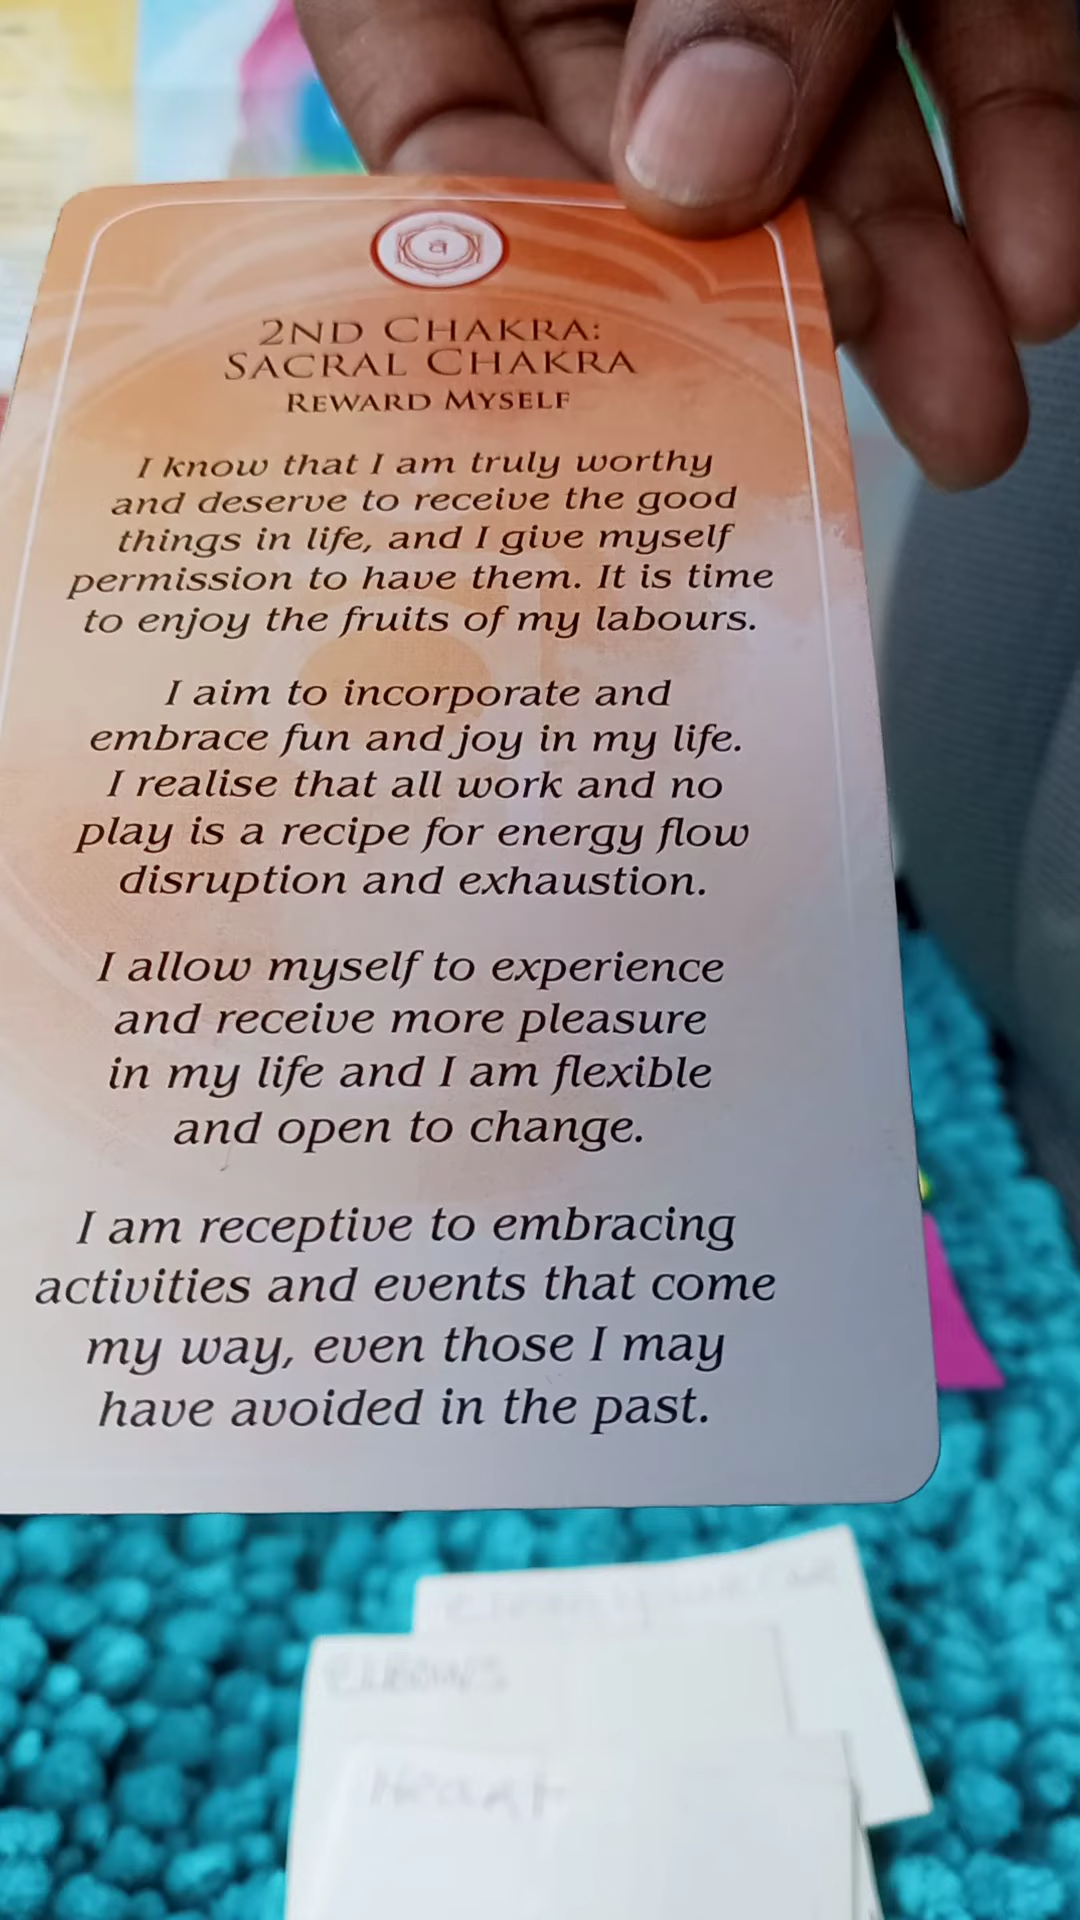 व
2ND CHAKRA:
SACRAL CHAKRA
REWARD MYSELF
I know that I am truly worthy
and deserve to receive the good
things in life, and I give myself
permission to have them. It is time
to enjoy the fruits of my labours.
I aim to incorporate and
embrace fun and joy in my life.
I realise that all work and no
play is a recipe for energy flow
disruption and exhaustion.
I allow myself to experience
and receive more pleasure
in my life and I am flexible
and open to change.
I am receptive to embracing
activities and events that come
my way, even those I may
have avoided in the past.
Elbows
Heart